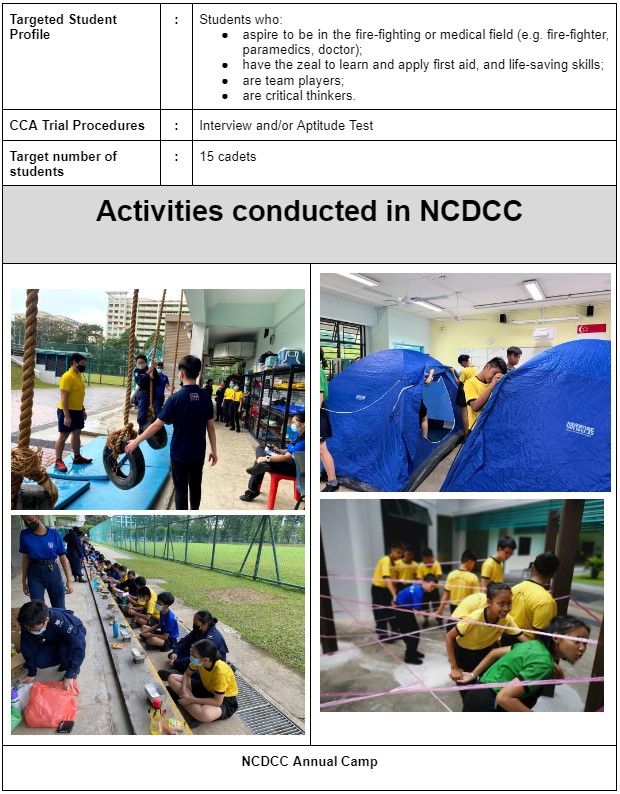 Targeted Student
Profile
:
Students who:
● aspire to be in the fire-fighting or medical field (e.g. fire-fighter,
paramedics, doctor);
● have the zeal to learn and apply first aid, and life-saving skills;
● are team players;
● are critical thinkers.
CCA Trial Procedures : Interview and/or Aptitude Test
Target number of
students
: 15 cadets
Activities conducted in NCDCC
NCDCC Annual Camp